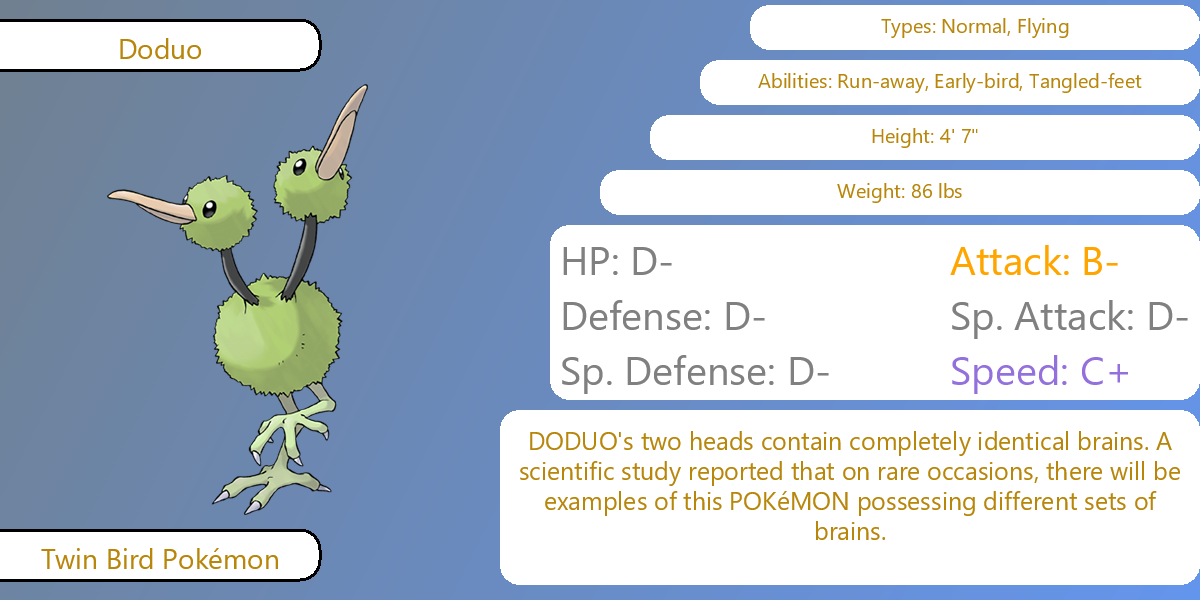 Doduo
Types: Normal, Flying
Abilities: Run-away, Early-bird, Tangled-feet
Height: 4' 7"
Weight: 86 lbs
HP: D-
Attack: B-
Defense: D-
Sp. Attack: D-
Sp. Defense: D-
Speed: C+
DODUO's two heads contain completely identical brains. A
scientific study reported that on rare occasions, there will be
examples of this POKéMON possessing different sets of
brains.
Twin Bird Pokémon